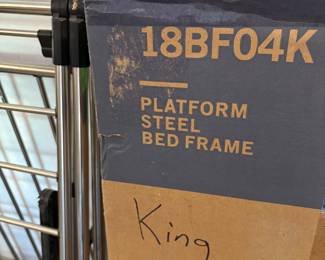 18BF04K
PLATFORM
STEEL
BED FRAME
King